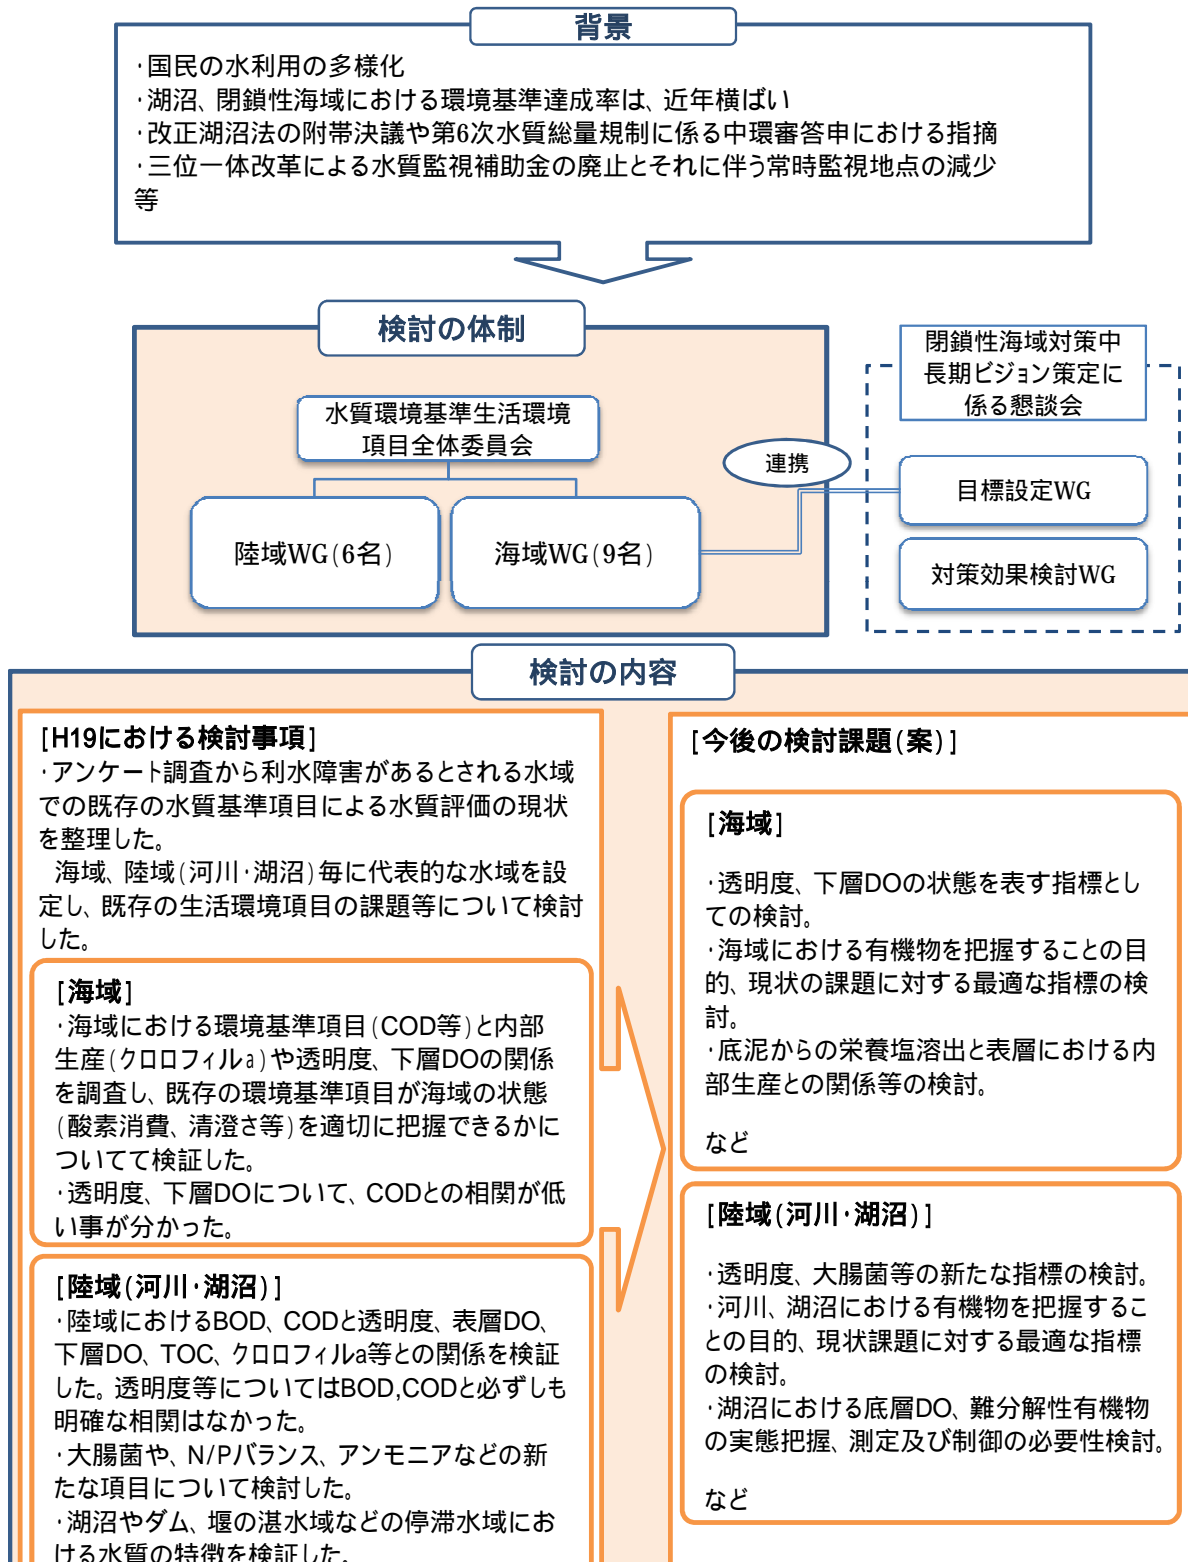 背景
・国民の水利用の多様化
・湖沼、閉鎖性海域における環境基準達成率は、近年横ばい
・改正湖沼法の附帯決議や第6次水質総量規制に係る中環審答申における指摘
・三位一体改革による水質監視補助金の廃止とそれに伴う常時監視地点の減少
等
検討の体制
水質環境基準生活環境
項目全体委員会
陸域WG(6名)
海域WG(9名)
連携
閉鎖性海域対策中
長期ビジョン策定に
係る懇談会
目標設定WG
対策効果検討WG
検討の内容
[H19における検討事項]
・アンケート調査から利水障害があるとされる水域
での既存の水質基準項目による水質評価の現状
を整理した。
海域、陸域(河川・湖沼)毎に代表的な水域を設
定し、既存の生活環境項目の課題等について検討
した。
[海域]
・海域における環境基準項目(COD等)と内部
生産(クロロフィルa)や透明度、下層DOの関係
を調査し、既存の環境基準項目が海域の状態
(酸素消費、清澄さ等)を適切に把握できるかに
ついてて検証した。
・透明度、下層DOについて、CODとの相関が低
い事が分かった。
[陸域(河川・湖沼)]
・陸域におけるBOD、CODと透明度、表層DO、
下層DO、TOC、クロロフィルa等との関係を検証
した。透明度等についてはBOD,CODと必ずしも
明確な相関はなかった。
・大腸菌や、N/Pバランス、アンモニアなどの新
たな項目について検討した。
・湖沼やダム、堰の湛水域などの停滞水域にお
ける水質の特徴を検証した。
[今後の検討課題(案)]
[海域]
・透明度、下層DOの状態を表す指標とし
ての検討。
・海域における有機物を把握することの目
的、現状の課題に対する最適な指標の検
討。
・底泥からの栄養塩溶出と表層における内
部生産との関係等の検討。
など
[陸域(河川・湖沼)]
・透明度、大腸菌等の新たな指標の検討。
・河川、湖沼における有機物を把握するこ
との目的、現状課題に対する最適な指標
の検討。
・湖沼における底層DO、難分解性有機物
の実態把握、測定及び制御の必要性検討。
など